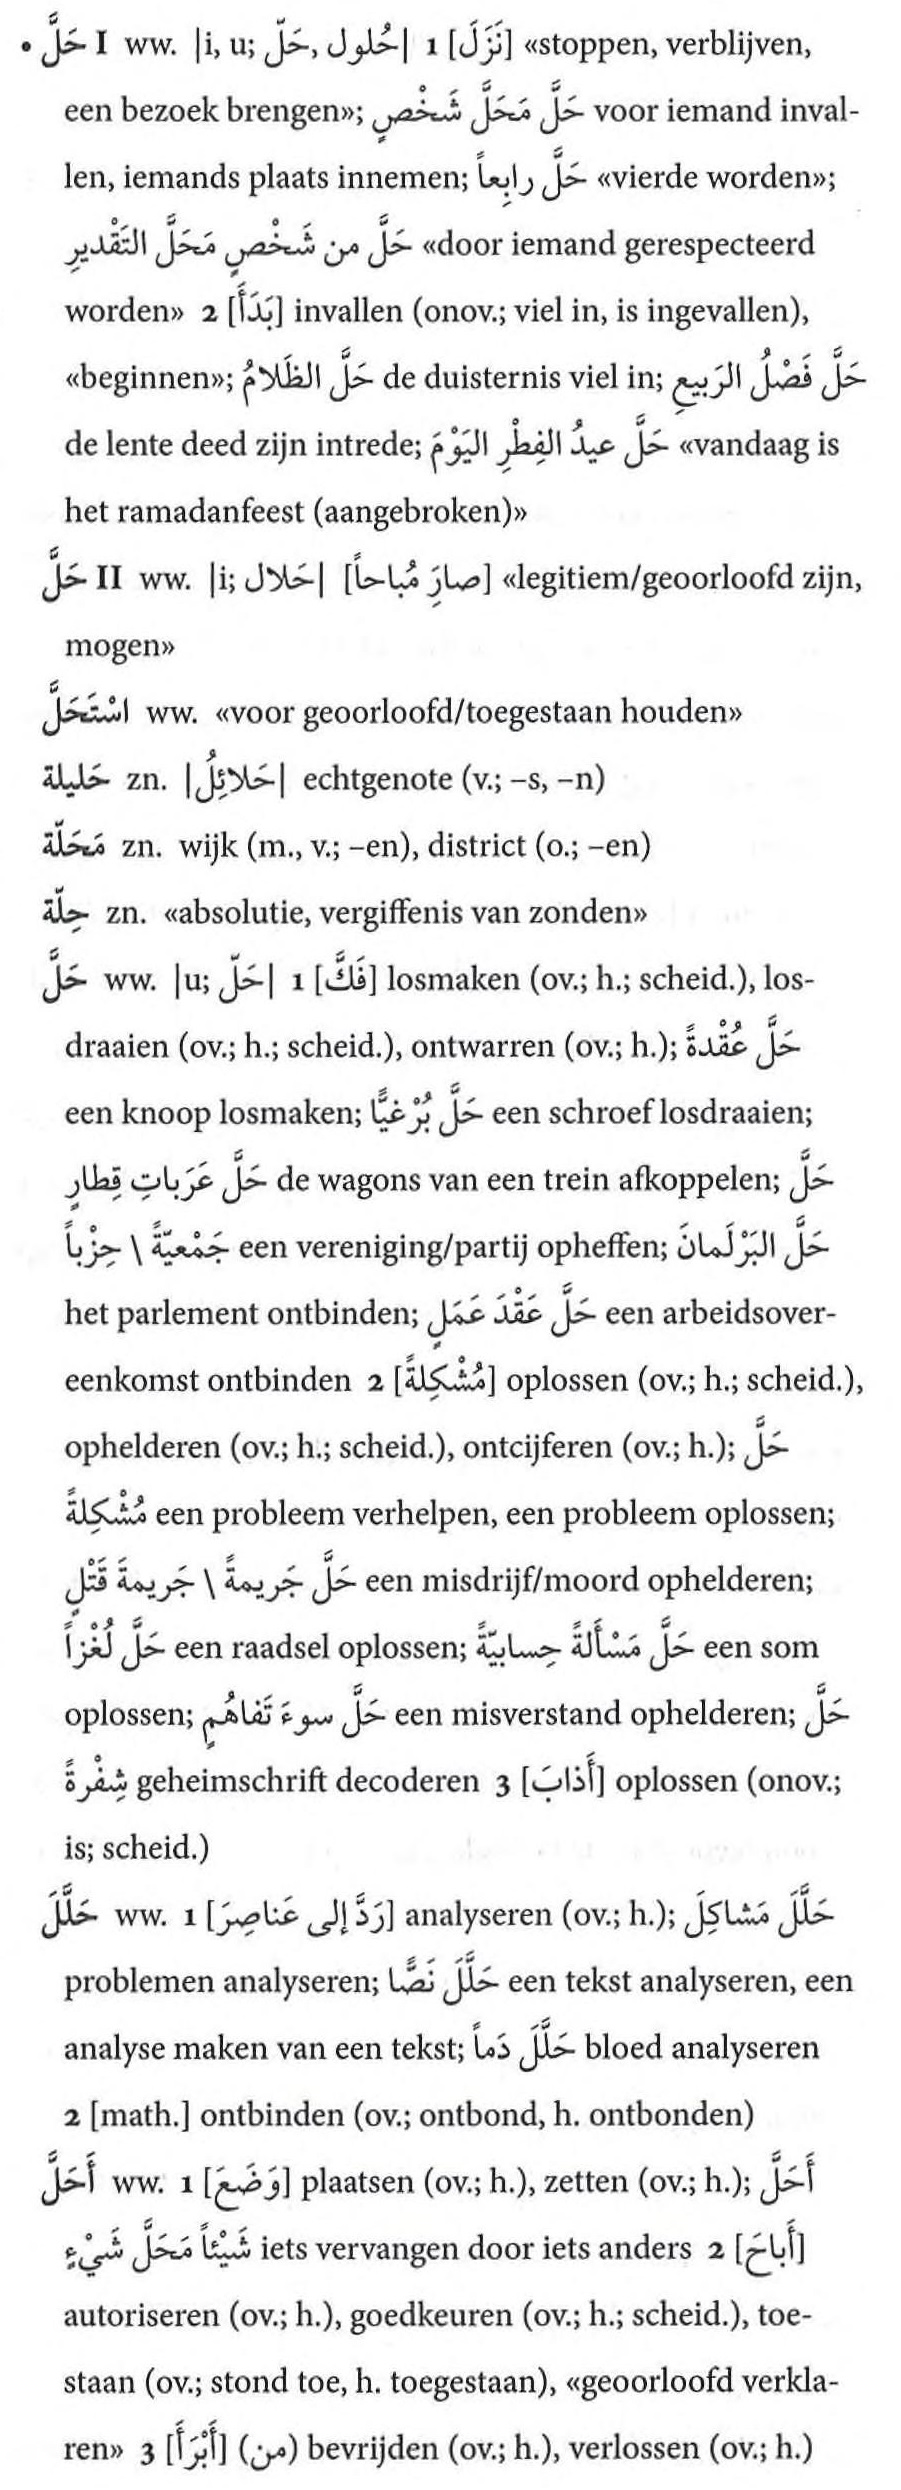 • حَلَّ I ww. |i, u; حُلول, حَلّ| 1 [نَزَلَ] «stoppen, verblijven,
een bezoek brengen»; حَلَّ مَحَلَّ شَخْصٍ voor iemand inval-
len, iemands plaats innemen; حَلَّ رابِعاً «vierde worden»;
حَلَّ من شَخْصٍ مَحَلَّ التَقْديرِ «door iemand gerespecteerd
worden» 2 [بَدَأَ] invallen (onov.; viel in, is ingevallen),
«beginnen»; حَلَّ الظَلامُ de duisternis viel in; حَلَّ فَصْلُ الرَبيعِ
de lente deed zijn intrede; حَلَّ عيدُ الفِطْرِ اليَوْمَ «vandaag is
het ramadanfeest (aangebroken)»
حَلَّ II ww. |i; حَلال| [صارَ مُباحاً] «legitiem/geoorloofd zijn,
mogen»
اسْتَحَلَّ ww. «voor geoorloofd/toegestaan houden»
حَليلة zn. |حَلائِلُ| echtgenote (v.; –s, –n)
مَحَلّة zn. wijk (m., v.; –en), district (o.; –en)
حِلّة zn. «absolutie, vergiffenis van zonden»
حَلَّ ww. |u; حَلّ| 1 [فَكَّ] losmaken (ov.; h.; scheid.), los-
draaien (ov.; h.; scheid.), ontwarren (ov.; h.); حَلَّ عُقْدةً
een knoop losmaken; حَلَّ بُرْغيًّا een schroef losdraaien;
حَلَّ عَرَباتِ قِطارٍ de wagons van een trein afkoppelen; حَلَّ
جَمْعيّةً \ حِزْباً een vereniging/partij opheffen; حَلَّ البَرْلَمانَ
het parlement ontbinden; حَلَّ عَقْدَ عَمَلٍ een arbeidsover-
eenkomst ontbinden 2 [مُشْكِلةً] oplossen (ov.; h.; scheid.),
ophelderen (ov.; h.; scheid.), ontcijferen (ov.; h.); حَلَّ
مُشْكِلةً een probleem verhelpen, een probleem oplossen;
حَلَّ جَريمةً \ جَريمةَ قَتْلٍ een misdrijf/moord ophelderen;
حَلَّ لُغْزاً een raadsel oplossen; حَلَّ مَسْأَلةً حِسابيّةً een som
oplossen; حَلَّ سوءَ تَفاهُمٍ een misverstand ophelderen; حَلَّ
شِفْرةً geheimschrift decoderen 3 [أَذابَ] oplossen (onov.;
is; scheid.)
حَلَّلَ ww. 1 [رَدَّ إلى عَناصِرَ] analyseren (ov.; h.); حَلَّلَ مَشاكِلَ
problemen analyseren; حَلَّلَ نَصًّا een tekst analyseren, een
analyse maken van een tekst; حَلَّلَ دَماً bloed analyseren
2 [math.] ontbinden (ov.; ontbond, h. ontbonden)
أَحَلَّ ww. 1 [وَضَعَ] plaatsen (ov.; h.), zetten (ov.; h.); أَحَلَّ
شَيْئاً مَحَلَّ شَيْءٍ iets vervangen door iets anders 2 [أَباحَ]
autoriseren (ov.; h.), goedkeuren (ov.; h.; scheid.), toe-
staan (ov.; stond toe, h. toegestaan), «geoorloofd verkla-
ren» 3 [أَبْرَأَ] (من) bevrijden (ov.; h.), verlossen (ov.; h.)